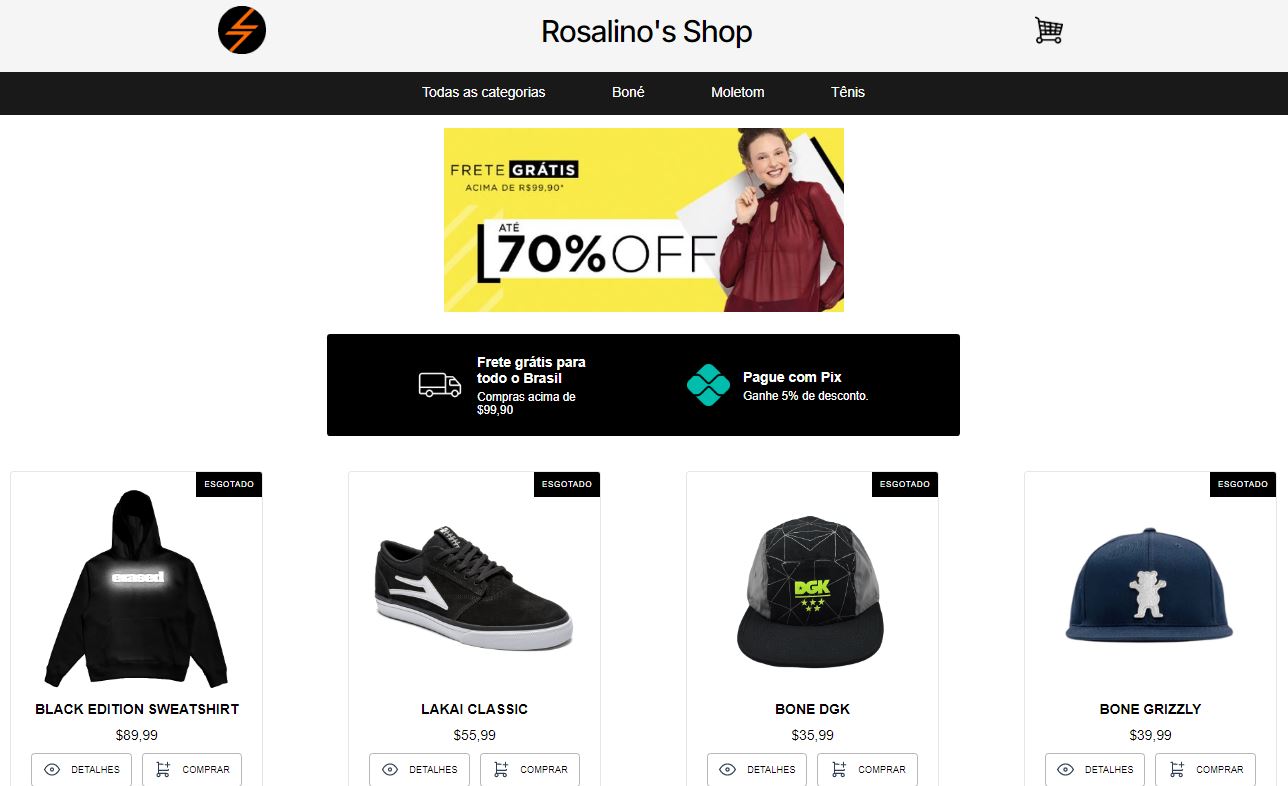 Rosalino's Shop
Todas as categorias Boné Moletom Tênis
FRETE GRÁTIS
ACIMA DE R$99,90*
ATÉ
70% OFF
Frete grátis para
todo o Brasil
Compras acima de
$99,90
Pague com Pix
Ganhe 5% de desconto.
ESGOTADO
erased
BLACK EDITION SWEATSHIRT
$89,99
DETALHES COMPRAR
ESGOTADO
LAKAI CLASSIC
$55,99
DETALHES COMPRAR
ESGOTADO
DGK
BONE DGK
$35,99
DETALHES COMPRAR
ESGOTADO
BONE GRIZZLY
$39,99
DETALHES COMPRAR